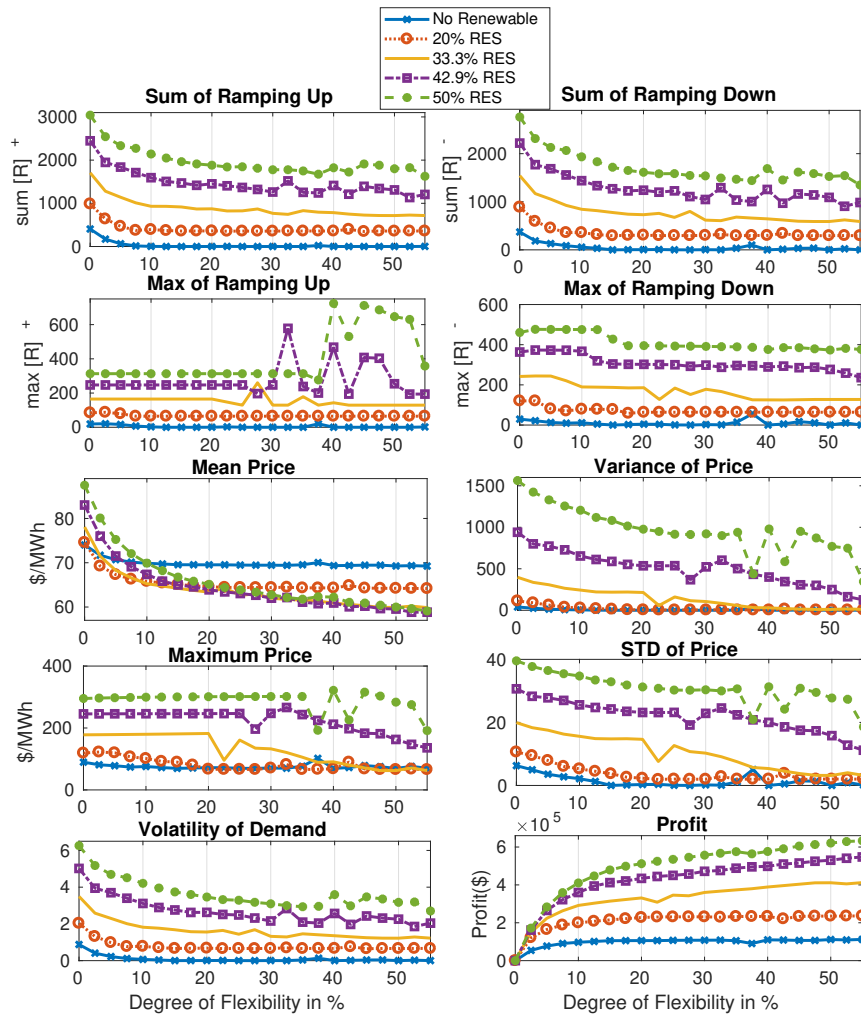 No Renewable
20% RES
33.3% RES
42.9% RES
50% RES
Sum of Ramping Up
sum [R] +
3000
2000
1000
0
0 10 20 30 40 50
Sum of Ramping Down
sum [R] -
2000
1000
0
0 10 20 30 40 50
Max of Ramping Up
max [R] +
600
400
200
0
0 10 20 30 40 50
Max of Ramping Down
max [R] -
600
400
200
0
0 10 20 30 40 50
Mean Price
$/MWh
80
70
60
0 10 20 30 40 50
Variance of Price
1500
1000
500
0
0 10 20 30 40 50
Maximum Price
$/MWh
400
200
0
0 10 20 30 40 50
STD of Price
40
20
0
0 10 20 30 40 50
Volatility of Demand
6
4
2
0
0 10 20 30 40 50
Degree of Flexibility in %
Profit
× 10 5
Profit($)
6
4
2
0
0 10 20 30 40 50
Degree of Flexibility in %